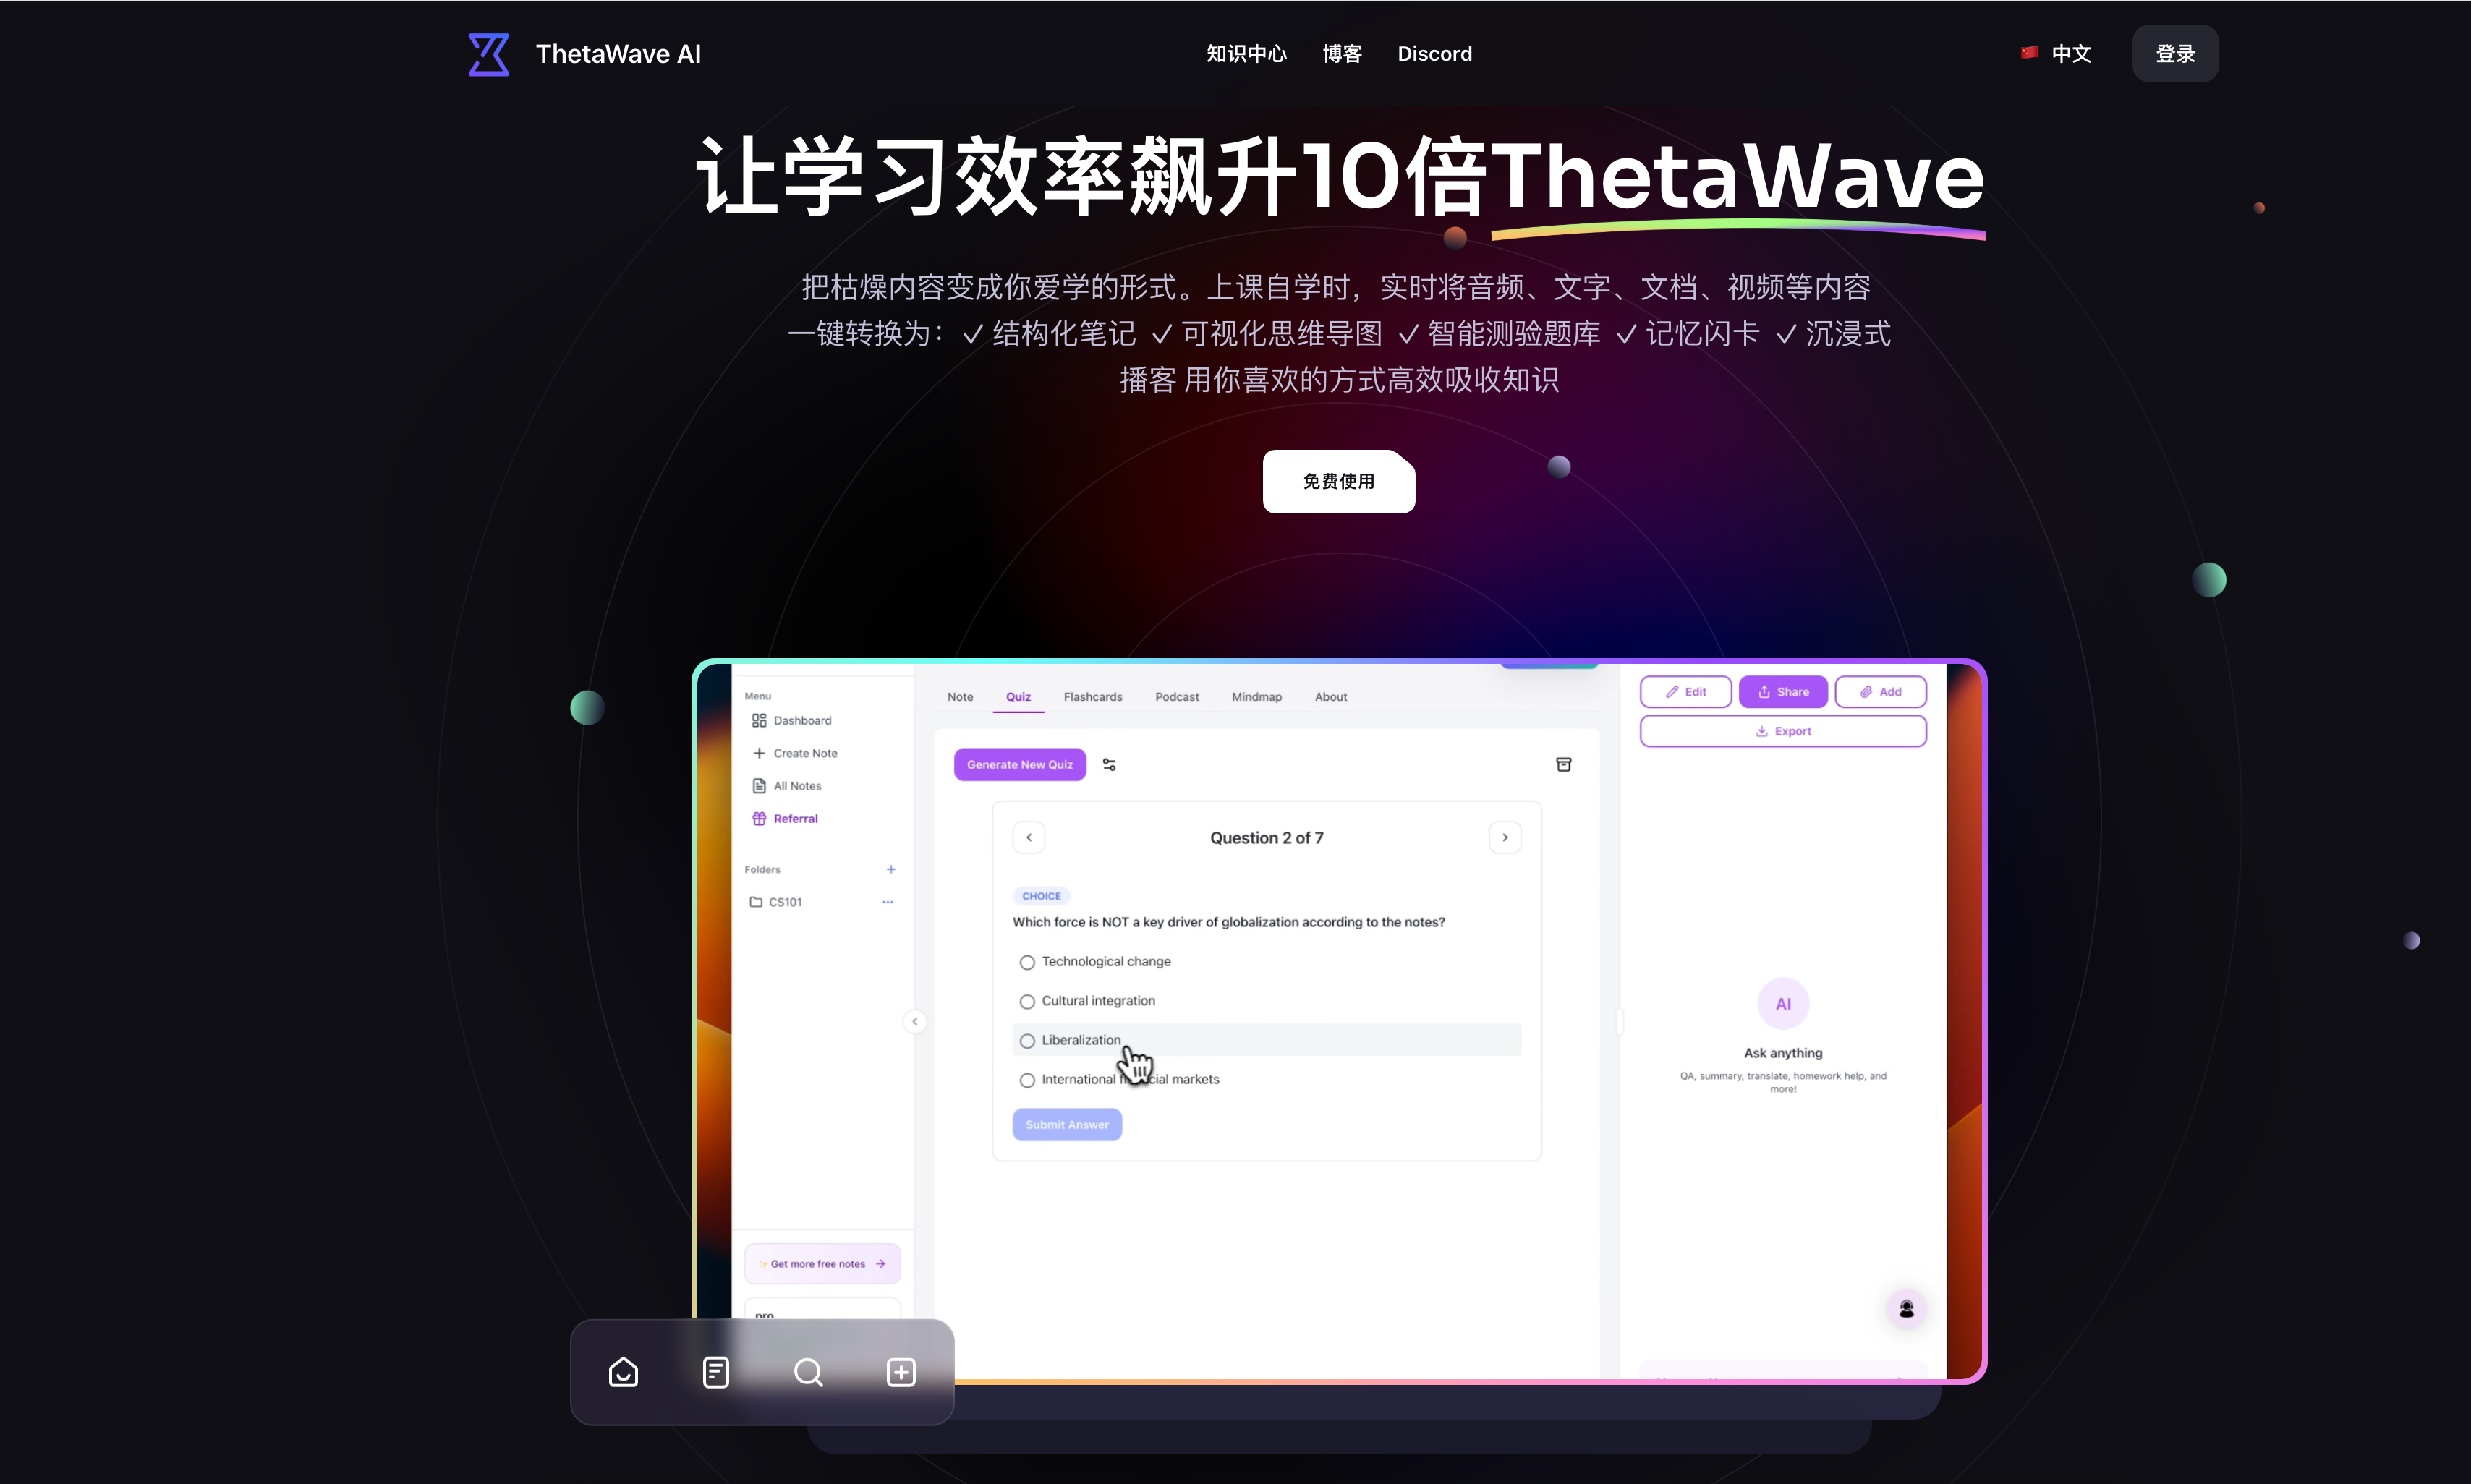 ThetaWave AI
知识中心 博客 Discord
🇨🇳 中文 登录
让学习效率飙升10倍ThetaWave
把枯燥内容变成你爱学的形式。上课自学时，实时将音频、文字、文档、视频等内容
一键转换为：✓ 结构化笔记 ✓ 可视化思维导图 ✓ 智能测验题库 ✓ 记忆闪卡 ✓ 沉浸式
播客 用你喜欢的方式高效吸收知识
免费使用
Menu
Dashboard
Create Note
All Notes
Referral
Folders +
CS101 ...
✨ Get more free notes →
pro
Note Quiz Flashcards Podcast Mindmap About
Generate New Quiz
Question 2 of 7
CHOICE
Which force is NOT a key driver of globalization according to the notes?
Technological change
Cultural integration
Liberalization
International financial markets
Submit Answer
Edit Share Add
Export
AI
Ask anything
QA, summary, translate, homework help, and
more!